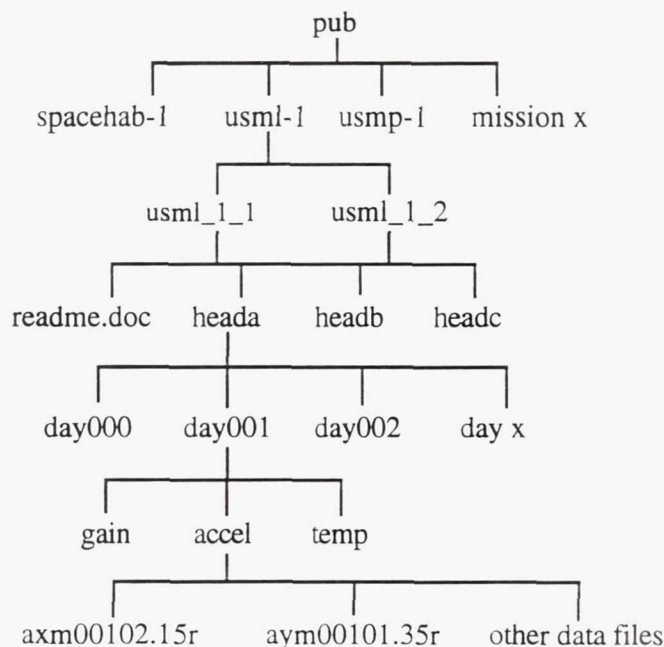 pub
spacehab-1 usml-1 usmp-1 mission x
usml_1_1 usml_1_2
readme.doc heada headb headc
day000 day001 day002 day x
gain accel temp
axm00102.15r aym00101.35r other data files